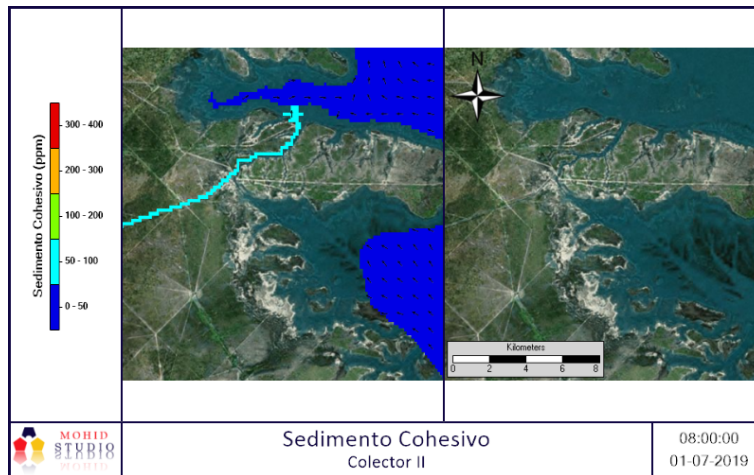 Sedimento Cohesivo (ppm)
300 - 400
200 - 300
100 - 200
50 - 100
0 - 50
N
Kilometers
0 2 4 6 8
MOHID
STUDIO
Sedimento Cohesivo
Colector II
08:00:00
01-07-2019